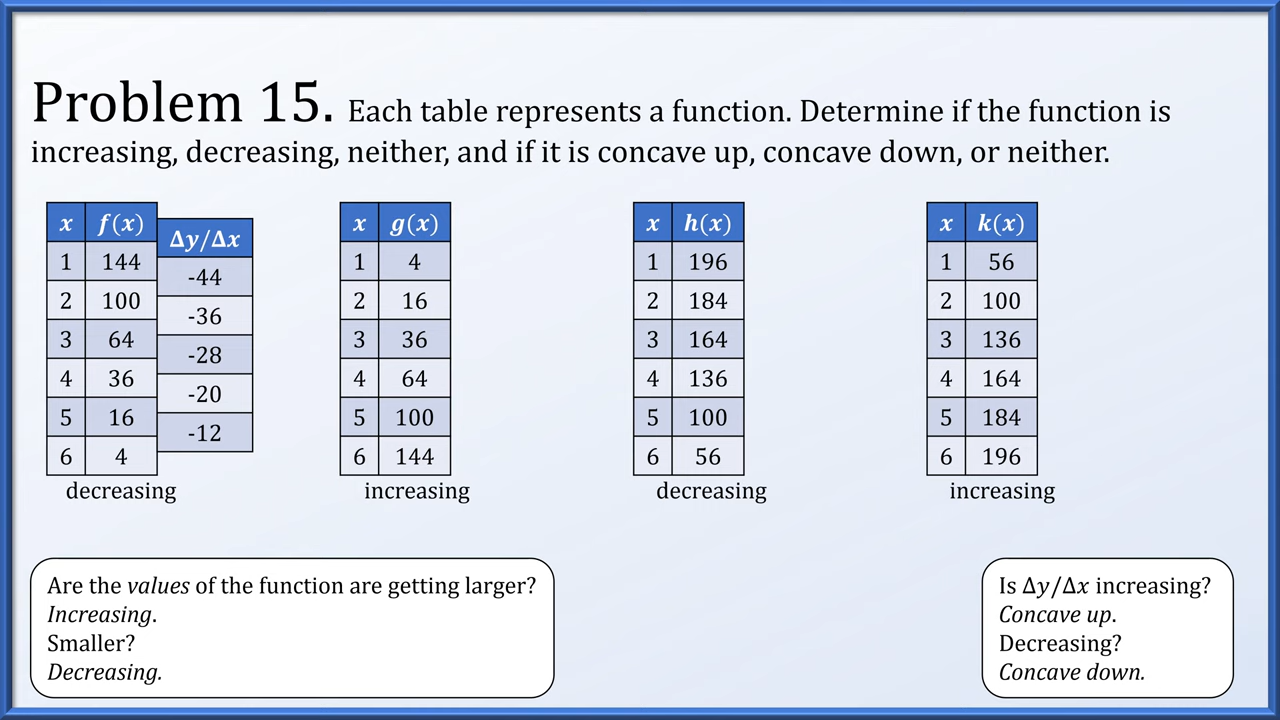 Problem 15. Each table represents a function. Determine if the function is
increasing, decreasing, neither, and if it is concave up, concave down, or neither.
x f(x) Δy/Δx
1 144
-44
2 100
-36
3 64
-28
4 36
-20
5 16
-12
6 4
decreasing
x g(x)
1 4
2 16
3 36
4 64
5 100
6 144
increasing
x h(x)
1 196
2 184
3 164
4 136
5 100
6 56
decreasing
x k(x)
1 56
2 100
3 136
4 164
5 184
6 196
increasing
Are the values of the function are getting larger?
Increasing.
Smaller?
Decreasing.
Is Δy/Δx increasing?
Concave up.
Decreasing?
Concave down.